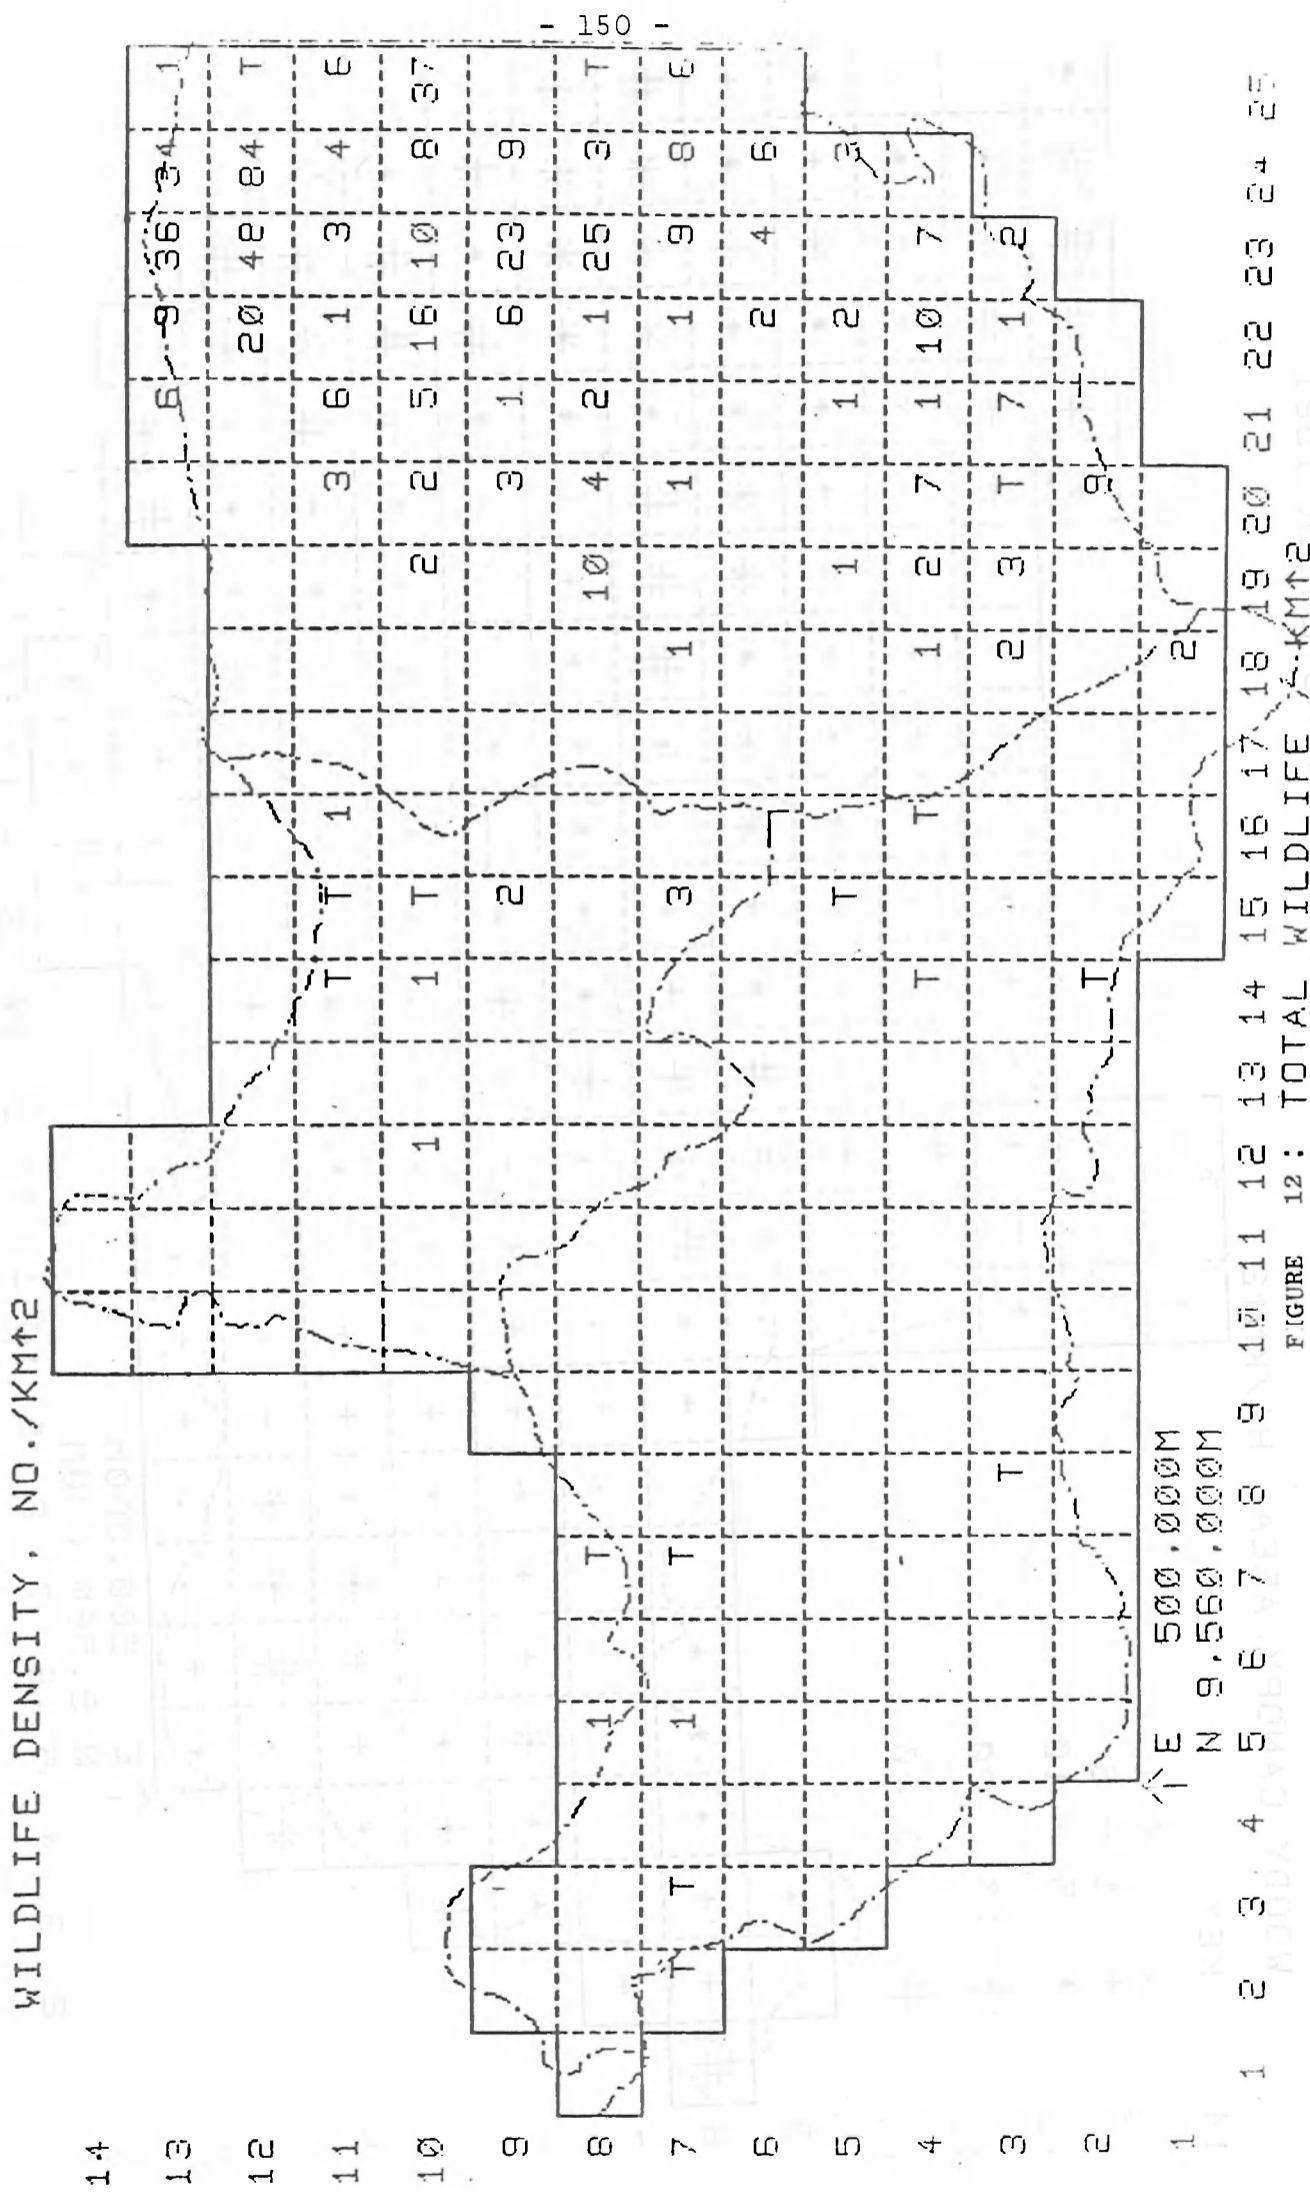 WILDLIFE DENSITY, NO./KM↑2
- 150 -
14
13 6 9 36 34 1
12 20 48 84 T
11 T T 1 3 6 1 3 4 6
10 1 1 T 2 2 5 16 10 8 37
9 2 3 1 6 23 9
8 1 T 10 4 2 1 25 3 T
7 T T 1 T 3 1 1 1 9 8 6
6 2 4 6
5 T 1 1 2 3
4 T T 1 2 7 1 10 7
3 T 2 3 T 7 1 2
2 T 9
1 2
E 500,000M
N 9,560,000M
1 2 3 4 5 6 7 8 9 10 11 12 13 14 15 16 17 18 19 20 21 22 23 24 25
FIGURE 12 : TOTAL WILDLIFE / KM↑2